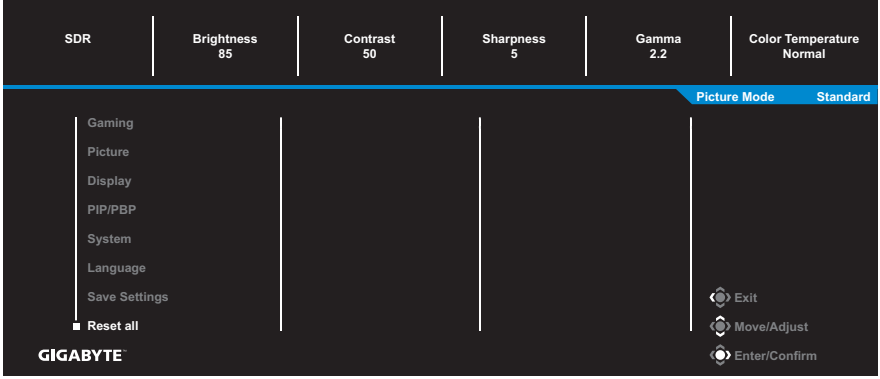 SDR Brightness Contrast Sharpness Gamma Color Temperature
85 50 5 2.2 Normal
Picture Mode Standard
Gaming
Picture
Display
PIP/PBP
System
Language
Save Settings
Exit
Reset all
Move/Adjust
GIGABYTE™
Enter/Confirm